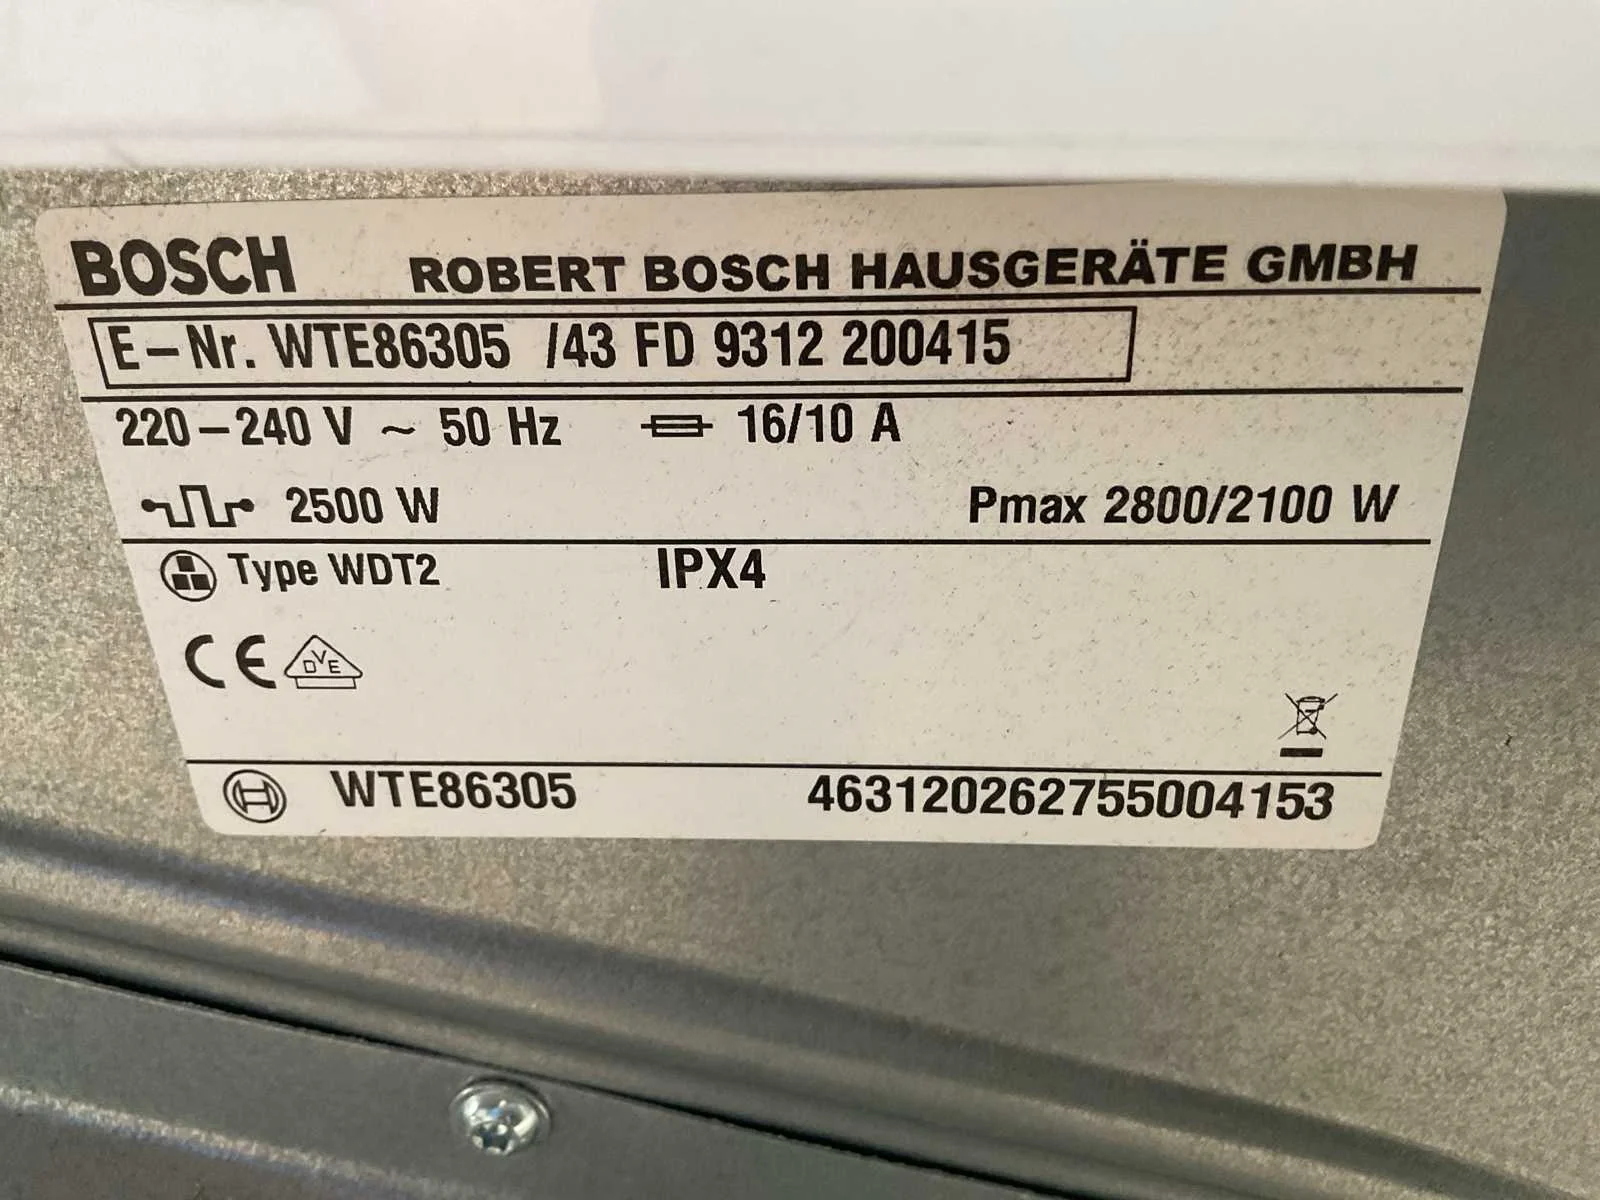 BOSCH ROBERT BOSCH HAUSGERÄTE GMBH
E-Nr. WTE86305 /43 FD 9312 200415
220-240 V ~ 50 Hz 16/10 A
2500 W Pmax 2800/2100 W
Type WDT2 IPX4
CE DVE
WTE86305 463120262755004153